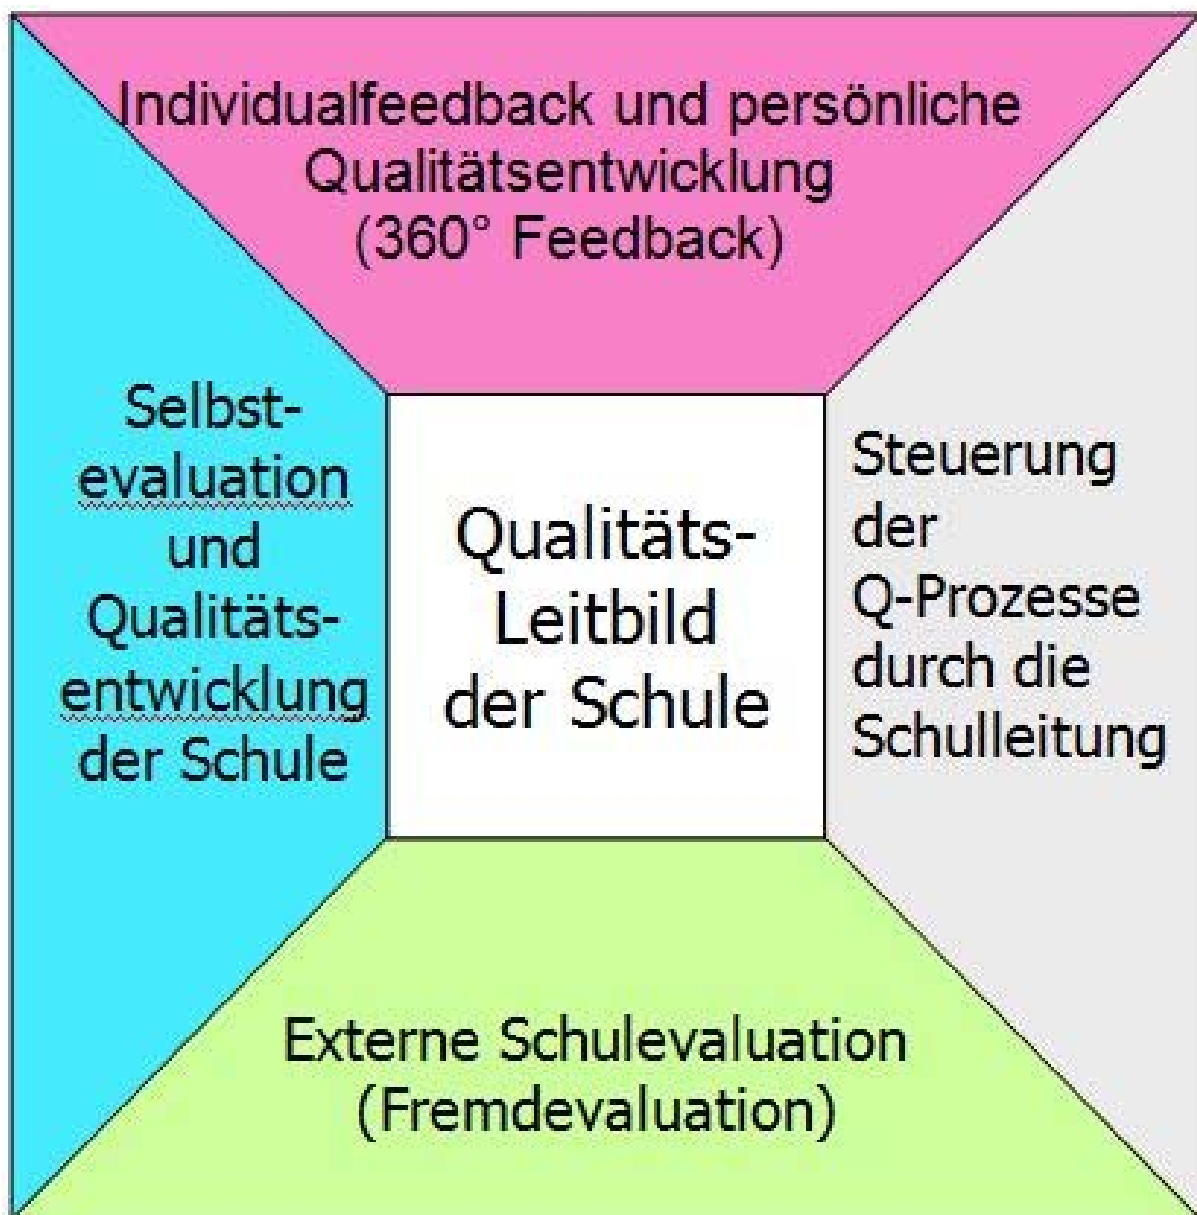 Individualfeedback und persönliche
Qualitätsentwicklung
(360° Feedback)
Selbst-
evaluation
und
Qualitäts-
entwicklung
der Schule
Qualitäts-
Leitbild
der Schule
Steuerung
der
Q-Prozesse
durch die
Schulleitung
Externe Schulevaluation
(Fremdevaluation)